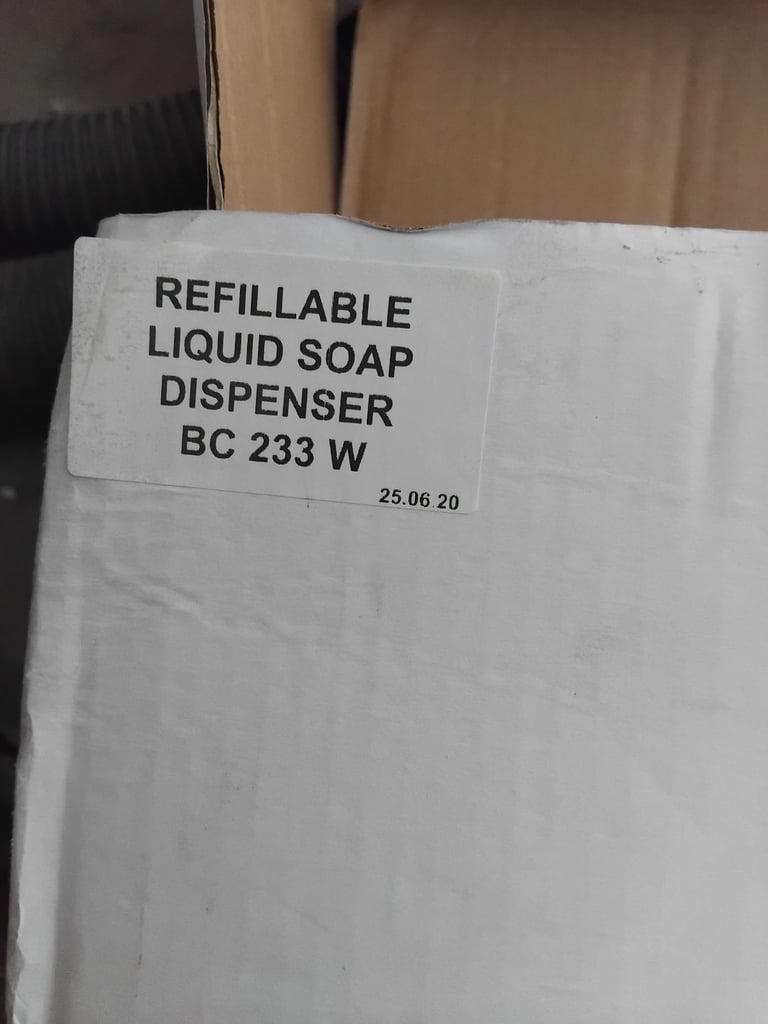 REFILLABLE
LIQUID SOAP
DISPENSER
BC 233 W
25.06.20